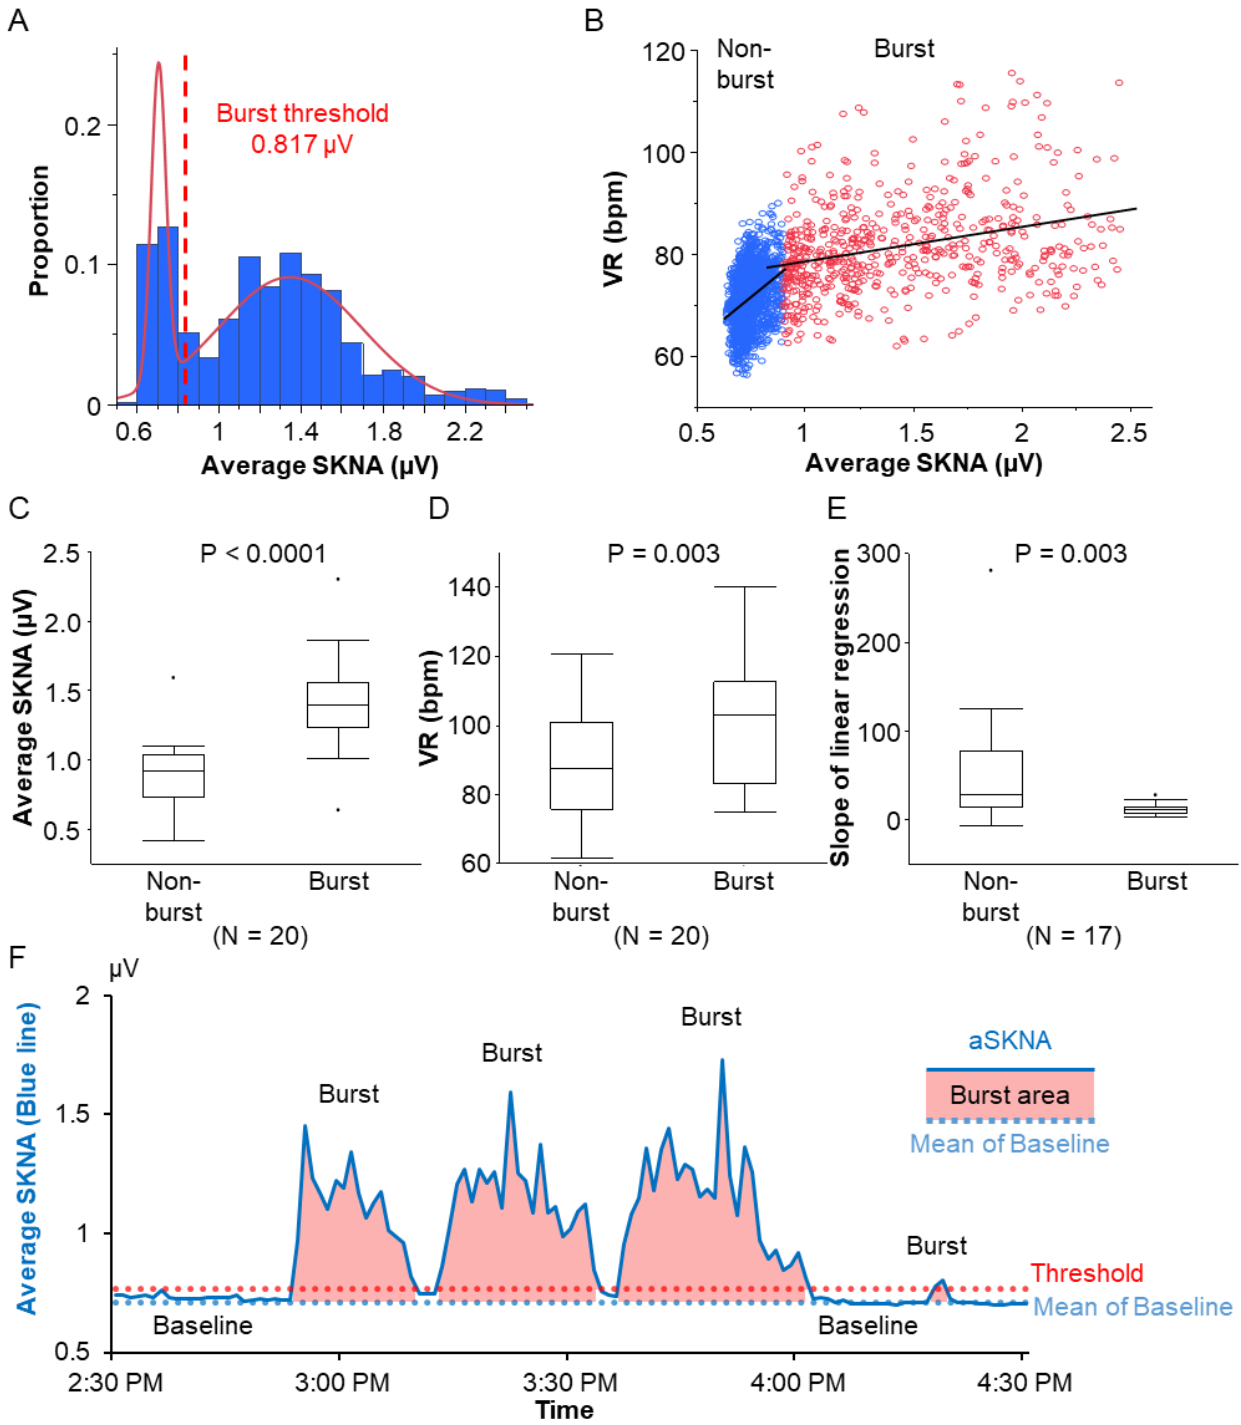 A
Burst threshold
0.817 µV
Proportion
0.2
0.1
0
0.6
1
1.4
1.8
2.2
Average SKNA (µV)
B
Non-
burst
Burst
VR (bpm)
120
100
80
60
0.5
1
1.5
2
2.5
Average SKNA (µV)
C
P < 0.0001
Average SKNA (µV)
2.5
2.0
1.5
1.0
0.5
Non-
burst
Burst
(N = 20)
D
P = 0.003
VR (bpm)
140
120
100
80
60
Non-
burst
Burst
(N = 20)
E
P = 0.003
Slope of linear regression
300
200
100
0
Non-
burst
Burst
(N = 17)
F
µV
Average SKNA (Blue line)
2
1.5
1
0.5
Burst
Burst
Burst
Burst
aSKNA
Burst area
Mean of Baseline
Threshold
Mean of Baseline
Baseline
Baseline
2:30 PM
3:00 PM
3:30 PM
4:00 PM
4:30 PM
Time